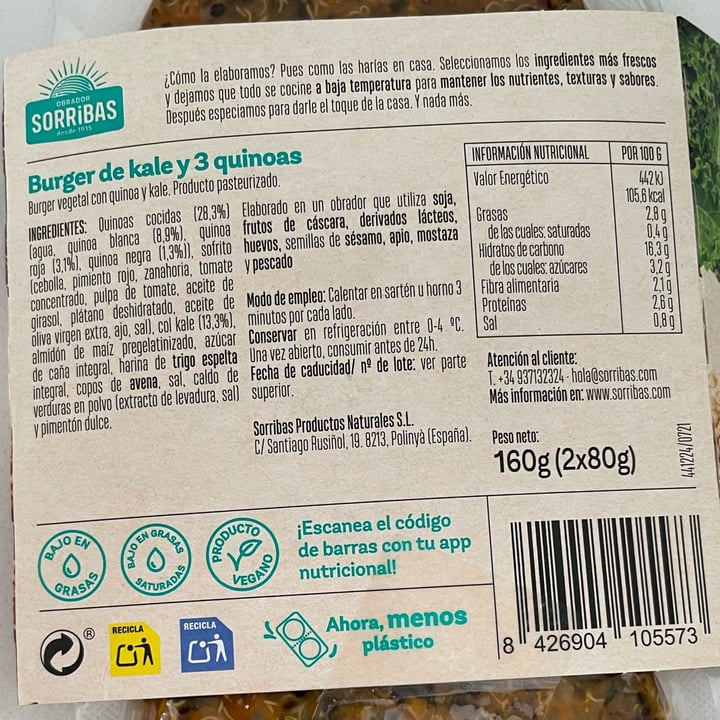 OBRADOR
SORRiBAS
desde 1915
¿Cómo la elaboramos? Pues como las harías en casa. Seleccionamos los ingredientes más frescos
y dejamos que todo se cocine a baja temperatura para mantener los nutrientes, texturas y sabores.
Después especiamos para darle el toque de la casa. Y nada más.
Burger de kale y 3 quinoas
Burger vegetal con quinoa y kale. Producto pasteurizado.
INGREDIENTES: Quinoas cocidas (28,3%)
(agua, quinoa blanca (8,9%), quinoa
roja (3,1%), quinoa negra (1,3%)), sofrito
(cebolla, pimiento rojo, zanahoria, tomate
concentrado, pulpa de tomate, aceite de
girasol, plátano deshidratado, aceite de
oliva virgen extra, ajo, sal), col kale (13,3%),
almidón de maíz pregelatinizado, azúcar
de caña integral, harina de trigo espelta
integral, copos de avena, sal, caldo de
verduras en polvo (extracto de levadura, sal)
y pimentón dulce.
Elaborado en un obrador que utiliza soja,
frutos de cáscara, derivados lácteos,
huevos, semillas de sésamo, apio, mostaza
y pescado
Modo de empleo: Calentar en sartén u horno 3
minutos por cada lado.
Conservar en refrigeración entre 0-4 ºC.
Una vez abierto, consumir antes de 24h.
Fecha de caducidad/ nº de lote: ver parte
superior.
Sorribas Productos Naturales S.L.
C/ Santiago Rusiñol, 19. 8213, Polinyà (España).
INFORMACIÓN NUTRICIONAL POR 100 G
Valor Energético 442 kJ
105,6 kcal
Grasas 2,8 g
de las cuales: saturadas 0,4 g
Hidratos de carbono 16,3 g
de los cuales: azúcares 3,2 g
Fibra alimentaria 2,1 g
Proteínas 2,6 g
Sal 0,8 g
Atención al cliente:
T. +34 937132324 - hola@sorribas.com
Más información en: www.sorribas.com
Peso neto:
160g (2x80g)
441224/0721
BAJO EN GRASAS
BAJO EN GRASAS SATURADAS
PRODUCTO VEGANO
¡Escanea el código
de barras con tu app
nutricional!
®
RECICLA
RECICLA
Ahora, menos
plástico
8 426904 105573